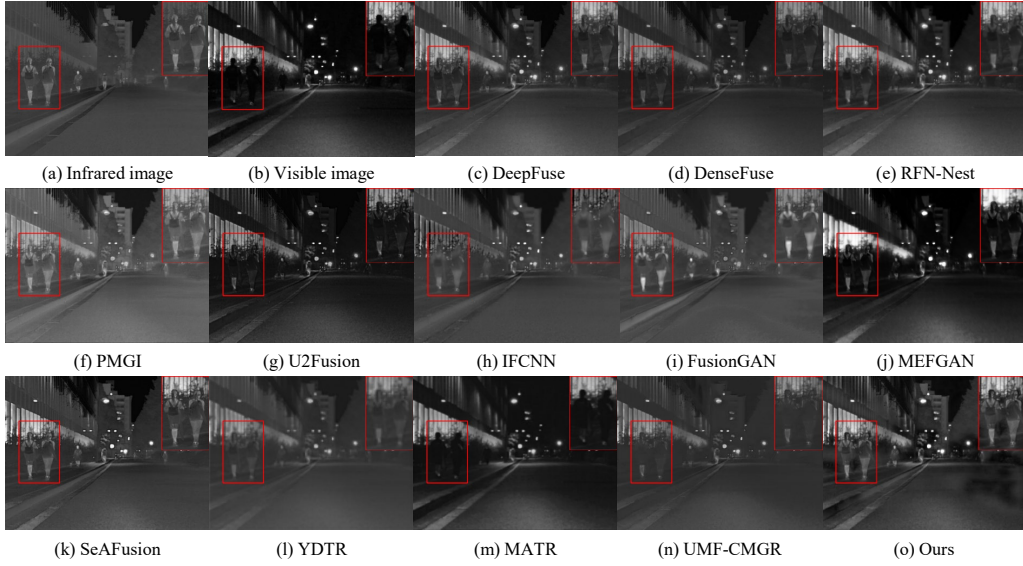 (a) Infrared image (b) Visible image (c) DeepFuse (d) DenseFuse (e) RFN-Nest
(f) PMGI (g) U2Fusion (h) IFCNN (i) FusionGAN (j) MEFGAN
(k) SeAFusion (l) YDTR (m) MATR (n) UMF-CMGR (o) Ours